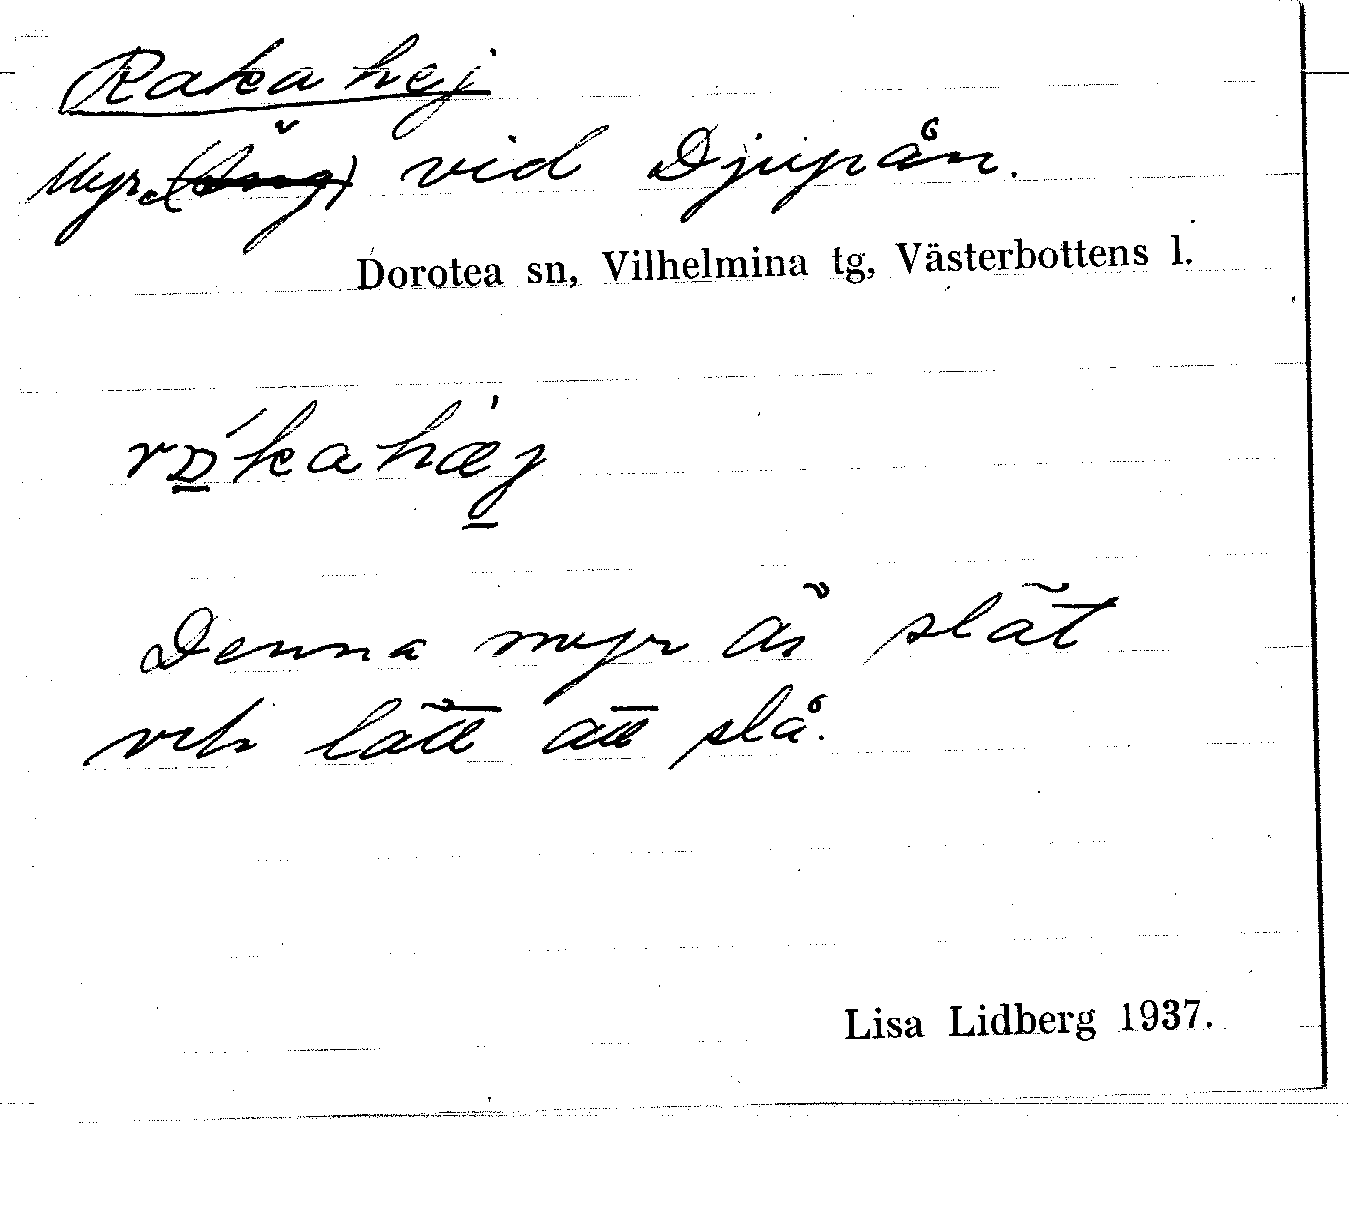 Rakahej
Myr (Äng) vid Djupån.
Dorotea sn, Vilhelmina tg, Västerbottens l.
rɒ́kahæj
Denna myr är slät
och lätt att slå.
Lisa Lidberg 1937.